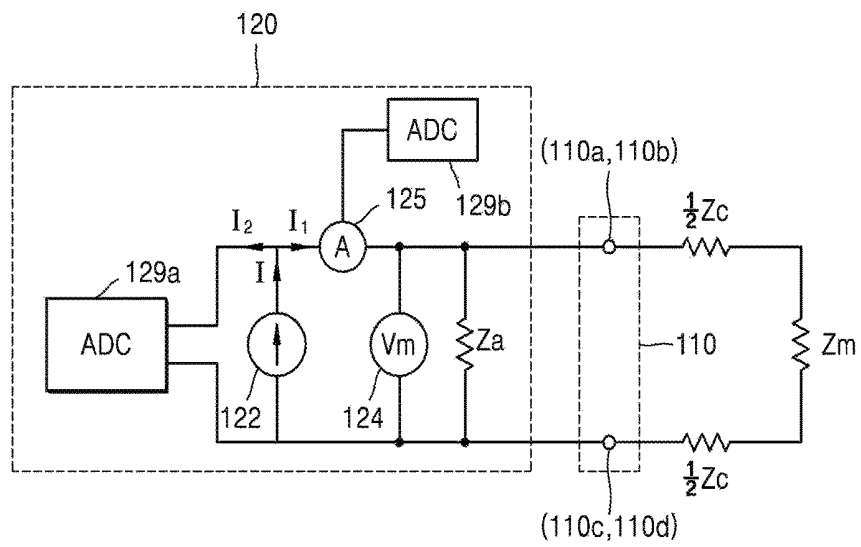 120
ADC
129b
125
(110a,110b)
½Zc
I₂
I₁
A
I
129a
ADC
122
Vm
124
Za
110
Zm
½Zc
(110c,110d)